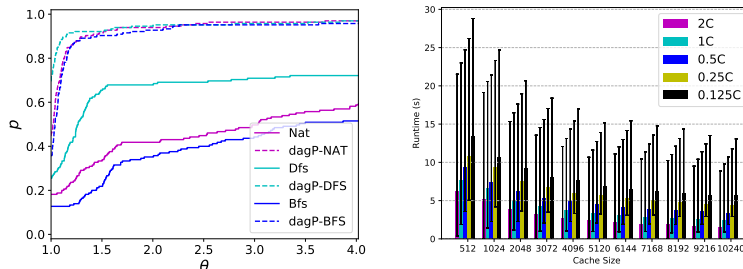 1.0
0.8
0.6
0.4
0.2
0.0
p
1.0 1.5 2.0 2.5 3.0 3.5 4.0
θ
Nat
dagP-NAT
Dfs
dagP-DFS
Bfs
dagP-BFS
30
25
20
15
10
5
0
Runtime (s)
512 1024 2048 3072 4096 5120 6144 7168 8192 9216 10240
Cache Size
2C
1C
0.5C
0.25C
0.125C